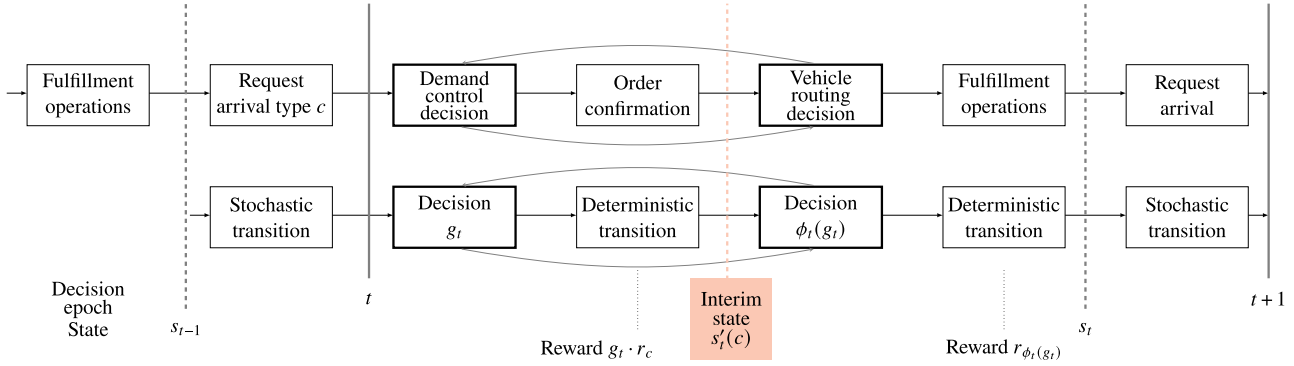 Fulfillment
operations
Request
arrival type c
Demand
control
decision
Order
confirmation
Vehicle
routing
decision
Fulfillment
operations
Request
arrival
Stochastic
transition
Decision
g_t
Deterministic
transition
Decision
ϕ_t(g_t)
Deterministic
transition
Stochastic
transition
Decision
epoch
State
s_{t−1}
t
Reward g_t · r_c
Interim
state
s′_t(c)
Reward r_{ϕ_t(g_t)}
s_t
t + 1